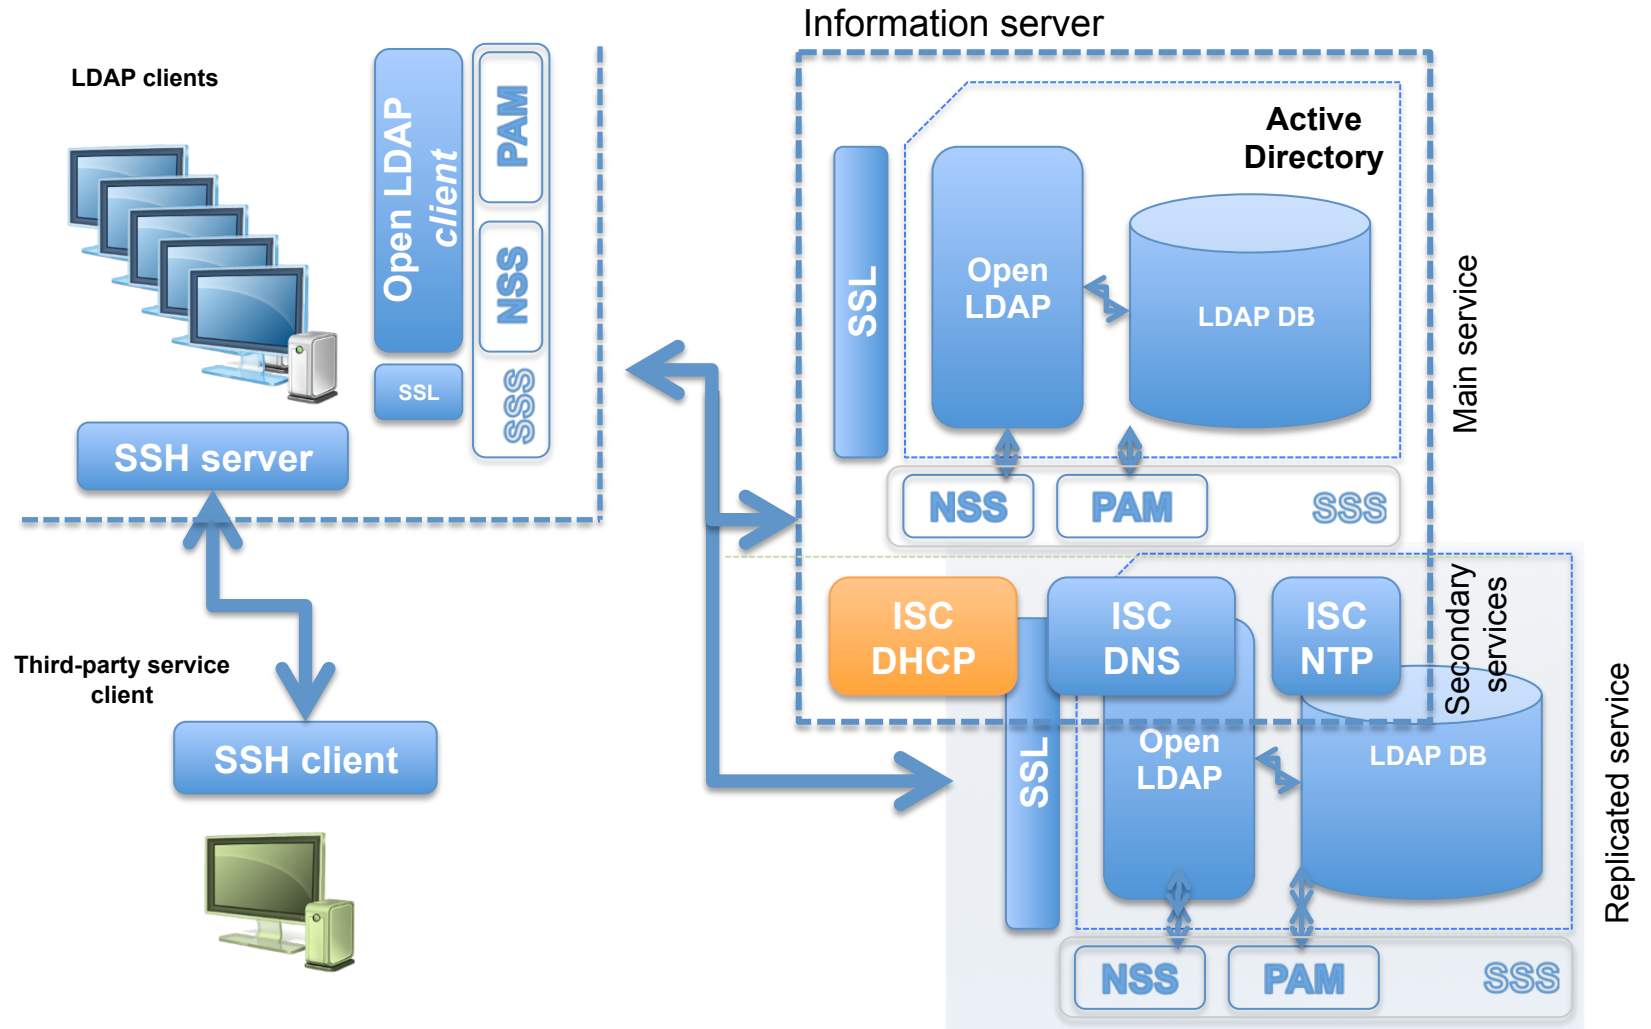 Information server
LDAP clients
Open LDAP
client
PAM
NSS
SSS
SSL
SSH server
Third-party service
client
SSH client
Active
Directory
SSL
Open
LDAP
LDAP DB
NSS
PAM
SSS
Main service
ISC
DHCP
ISC
DNS
ISC
NTP
Secondary
services
SSL
Open
LDAP
LDAP DB
NSS
PAM
SSS
Replicated service